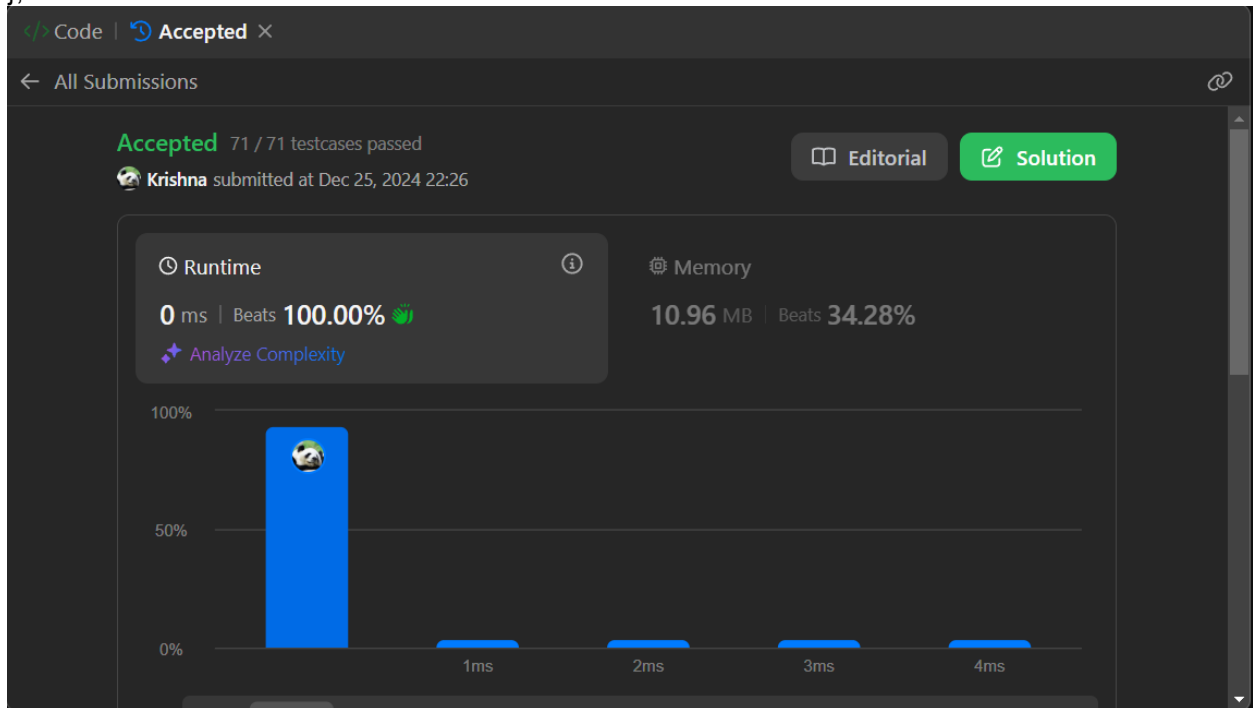 },
</> Code | Accepted ×
← All Submissions
Accepted 71 / 71 testcases passed
Editorial
Solution
Krishna submitted at Dec 25, 2024 22:26
Runtime
0 ms | Beats 100.00%
Analyze Complexity
Memory
10.96 MB | Beats 34.28%
100%
50%
0%
1ms 2ms 3ms 4ms